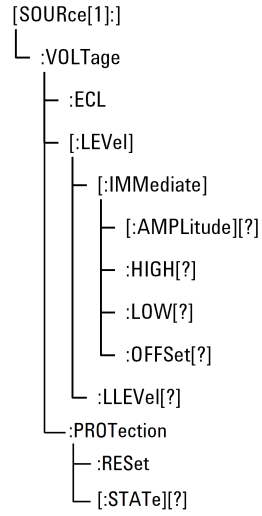 [SOURce[1]:]
:VOLTage
:ECL
[:LEVel]
[:IMMediate]
[:AMPLitude][?]
:HIGH[?]
:LOW[?]
:OFFSet[?]
:LLEVel[?]
:PROTection
:RESet
[:STATe][?]